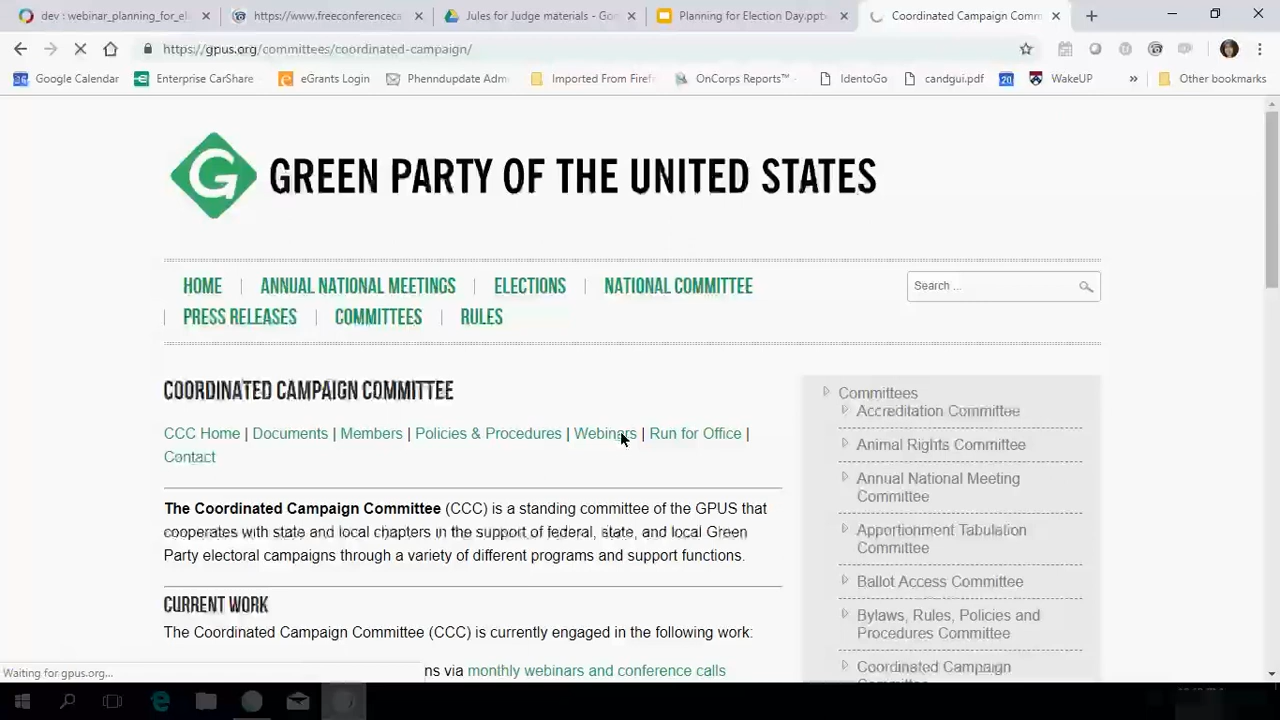 dev : webinar_planning_for_el
https://www.freeconferenceca
Jules for Judge materials - Goo
Planning for Election Day.pptx
Coordinated Campaign Comm
https://gpus.org/committees/coordinated-campaign/
Google Calendar
Enterprise CarShare
eGrants Login
Phenndupdate Adm
Imported From Firef
OnCorps Reports™
IdentoGo
candgui.pdf
20
WakeUP
»
Other bookmarks
G
GREEN PARTY OF THE UNITED STATES
HOME | ANNUAL NATIONAL MEETINGS | ELECTIONS | NATIONAL COMMITTEE
Search ...
| PRESS RELEASES | COMMITTEES | RULES
COORDINATED CAMPAIGN COMMITTEE
CCC Home | Documents | Members | Policies & Procedures | Webinars | Run for Office |
Contact
The Coordinated Campaign Committee (CCC) is a standing committee of the GPUS that
cooperates with state and local chapters in the support of federal, state, and local Green
Party electoral campaigns through a variety of different programs and support functions.
CURRENT WORK
The Coordinated Campaign Committee (CCC) is currently engaged in the following work:
ns via monthly webinars and conference calls
Committees
Accreditation Committee
Animal Rights Committee
Annual National Meeting
Committee
Apportionment Tabulation
Committee
Ballot Access Committee
Bylaws, Rules, Policies and
Procedures Committee
Coordinated Campaign
Waiting for gpus.org...